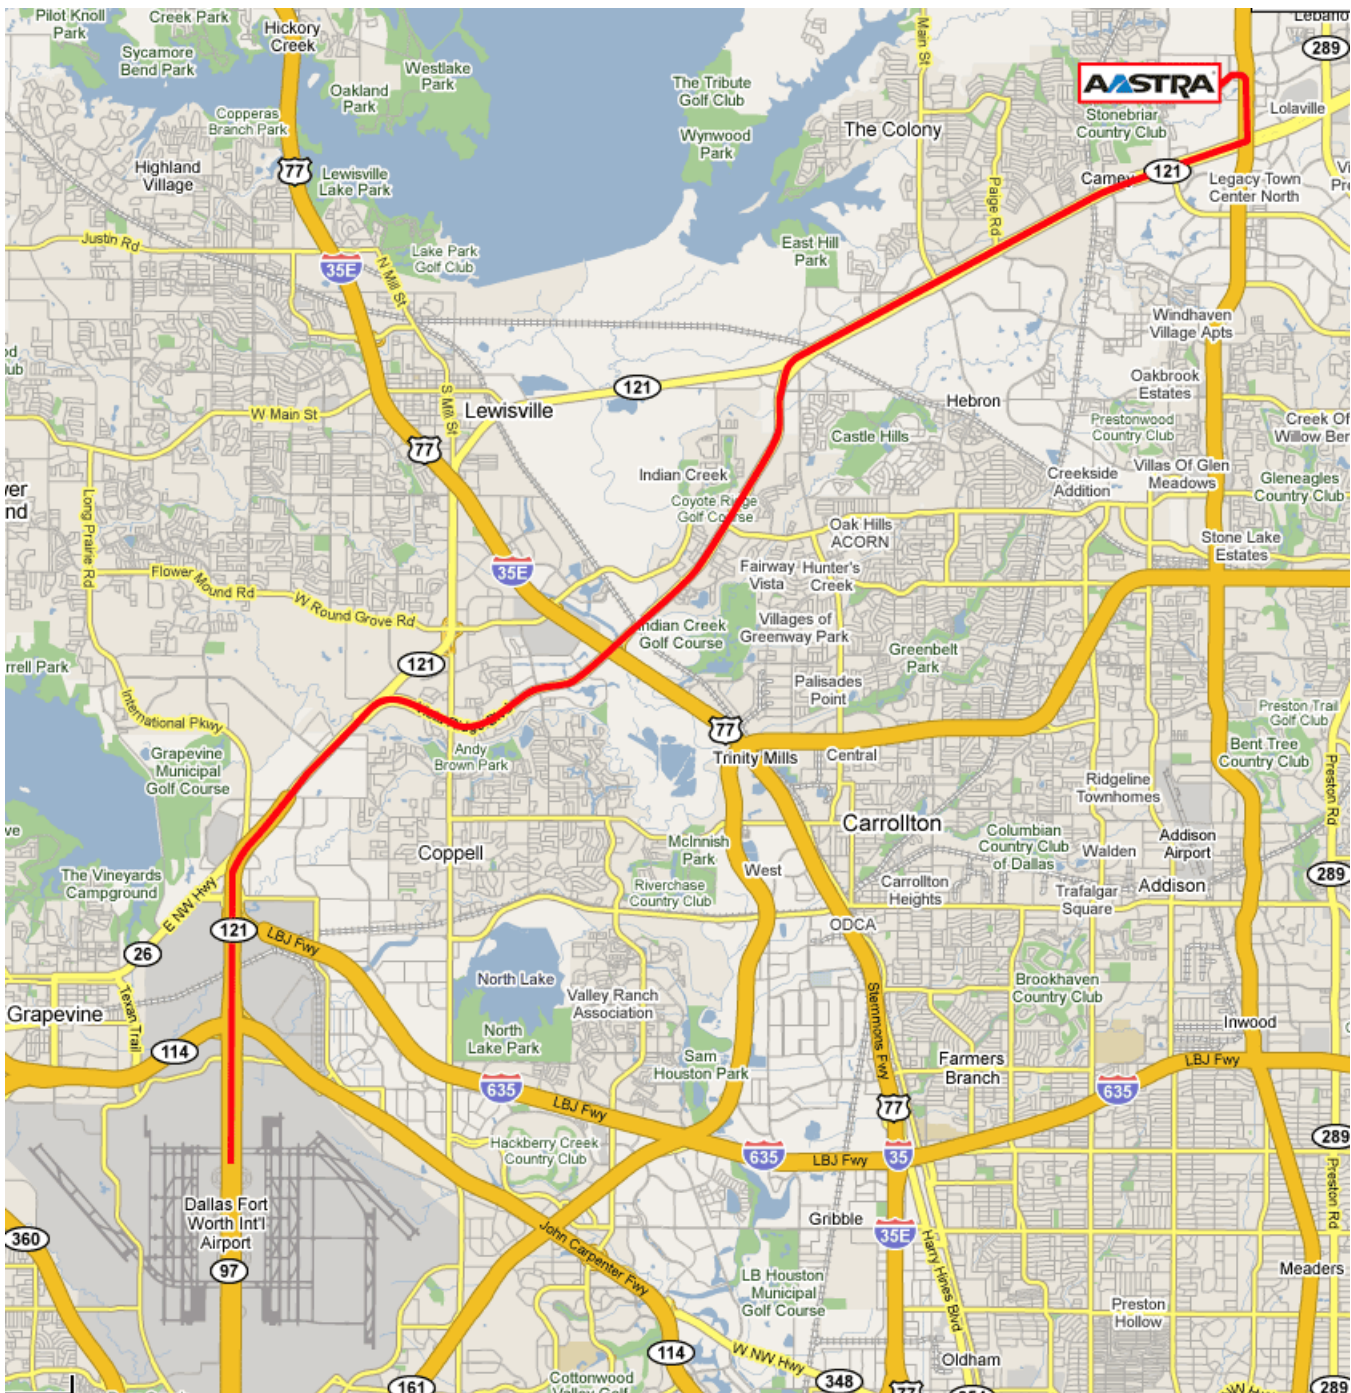 Pilot Knoll
Park
Creek Park
Hickory
Creek
Sycamore
Bend Park
Westlake
Park
Oakland
Park
Copperas
Branch Park
The Tribute
Golf Club
Wynwood
Park
Main St
The Colony
AASTRA
Stonebriar
Country Club
289
Lolaville
Highland
Village
77
Lewisville
Lake Park
Paige Rd
Camey
121
Legacy Town
Center North
Justin Rd
35E
N Mill St
Lake Park
Golf Club
East Hill
Park
Windhaven
Village Apts
W Main St
S Mill St
Lewisville
121
Hebron
Oakbrook
Estates
77
Castle Hills
Prestonwood
Country Club
Creek Of
Indian Creek
Creekside
Addition
Villas Of Glen
Meadows
Gleneagles
Country Club
Long Prairie Rd
Coyote Ridge
Golf Course
Oak Hills
ACORN
Stone Lake
Estates
Flower Mound Rd
35E
Fairway
Vista
Hunter's
Creek
W Round Grove Rd
Indian Creek
Golf Course
Villages of
Greenway Park
Greenbelt
Park
121
Palisades
Point
International Pkwy
Preston Trail
Golf Club
Grapevine
Municipal
Golf Course
Andy
Brown Park
77
Trinity Mills
Central
Bent Tree
Country Club
Ridgeline
Townhomes
Preston Rd
Carrollton
Coppell
McInnish
Park
Columbian
Country Club
of Dallas
Walden
Addison
Airport
The Vineyards
Campground
West
289
E NW Hwy
Riverchase
Country Club
Carrollton
Heights
Trafalgar
Square
Addison
121
LBJ Fwy
ODCA
26
North Lake
Valley Ranch
Association
Brookhaven
Country Club
Texan Trail
Stemmons Fwy
Grapevine
Inwood
114
North
Lake Park
Sam
Houston Park
Farmers
Branch
LBJ Fwy
635
LBJ Fwy
77
635
Hackberry Creek
Country Club
635
LBJ Fwy
35
289
Dallas Fort
Worth Int'l
Airport
Preston Rd
360
97
John Carpenter Fwy
Gribble
35E
Harry Hines Blvd
Meaders
LB Houston
Municipal
Golf Course
Preston
Hollow
114
W NW Hwy
Oldham
161
Cottonwood
348
77
289